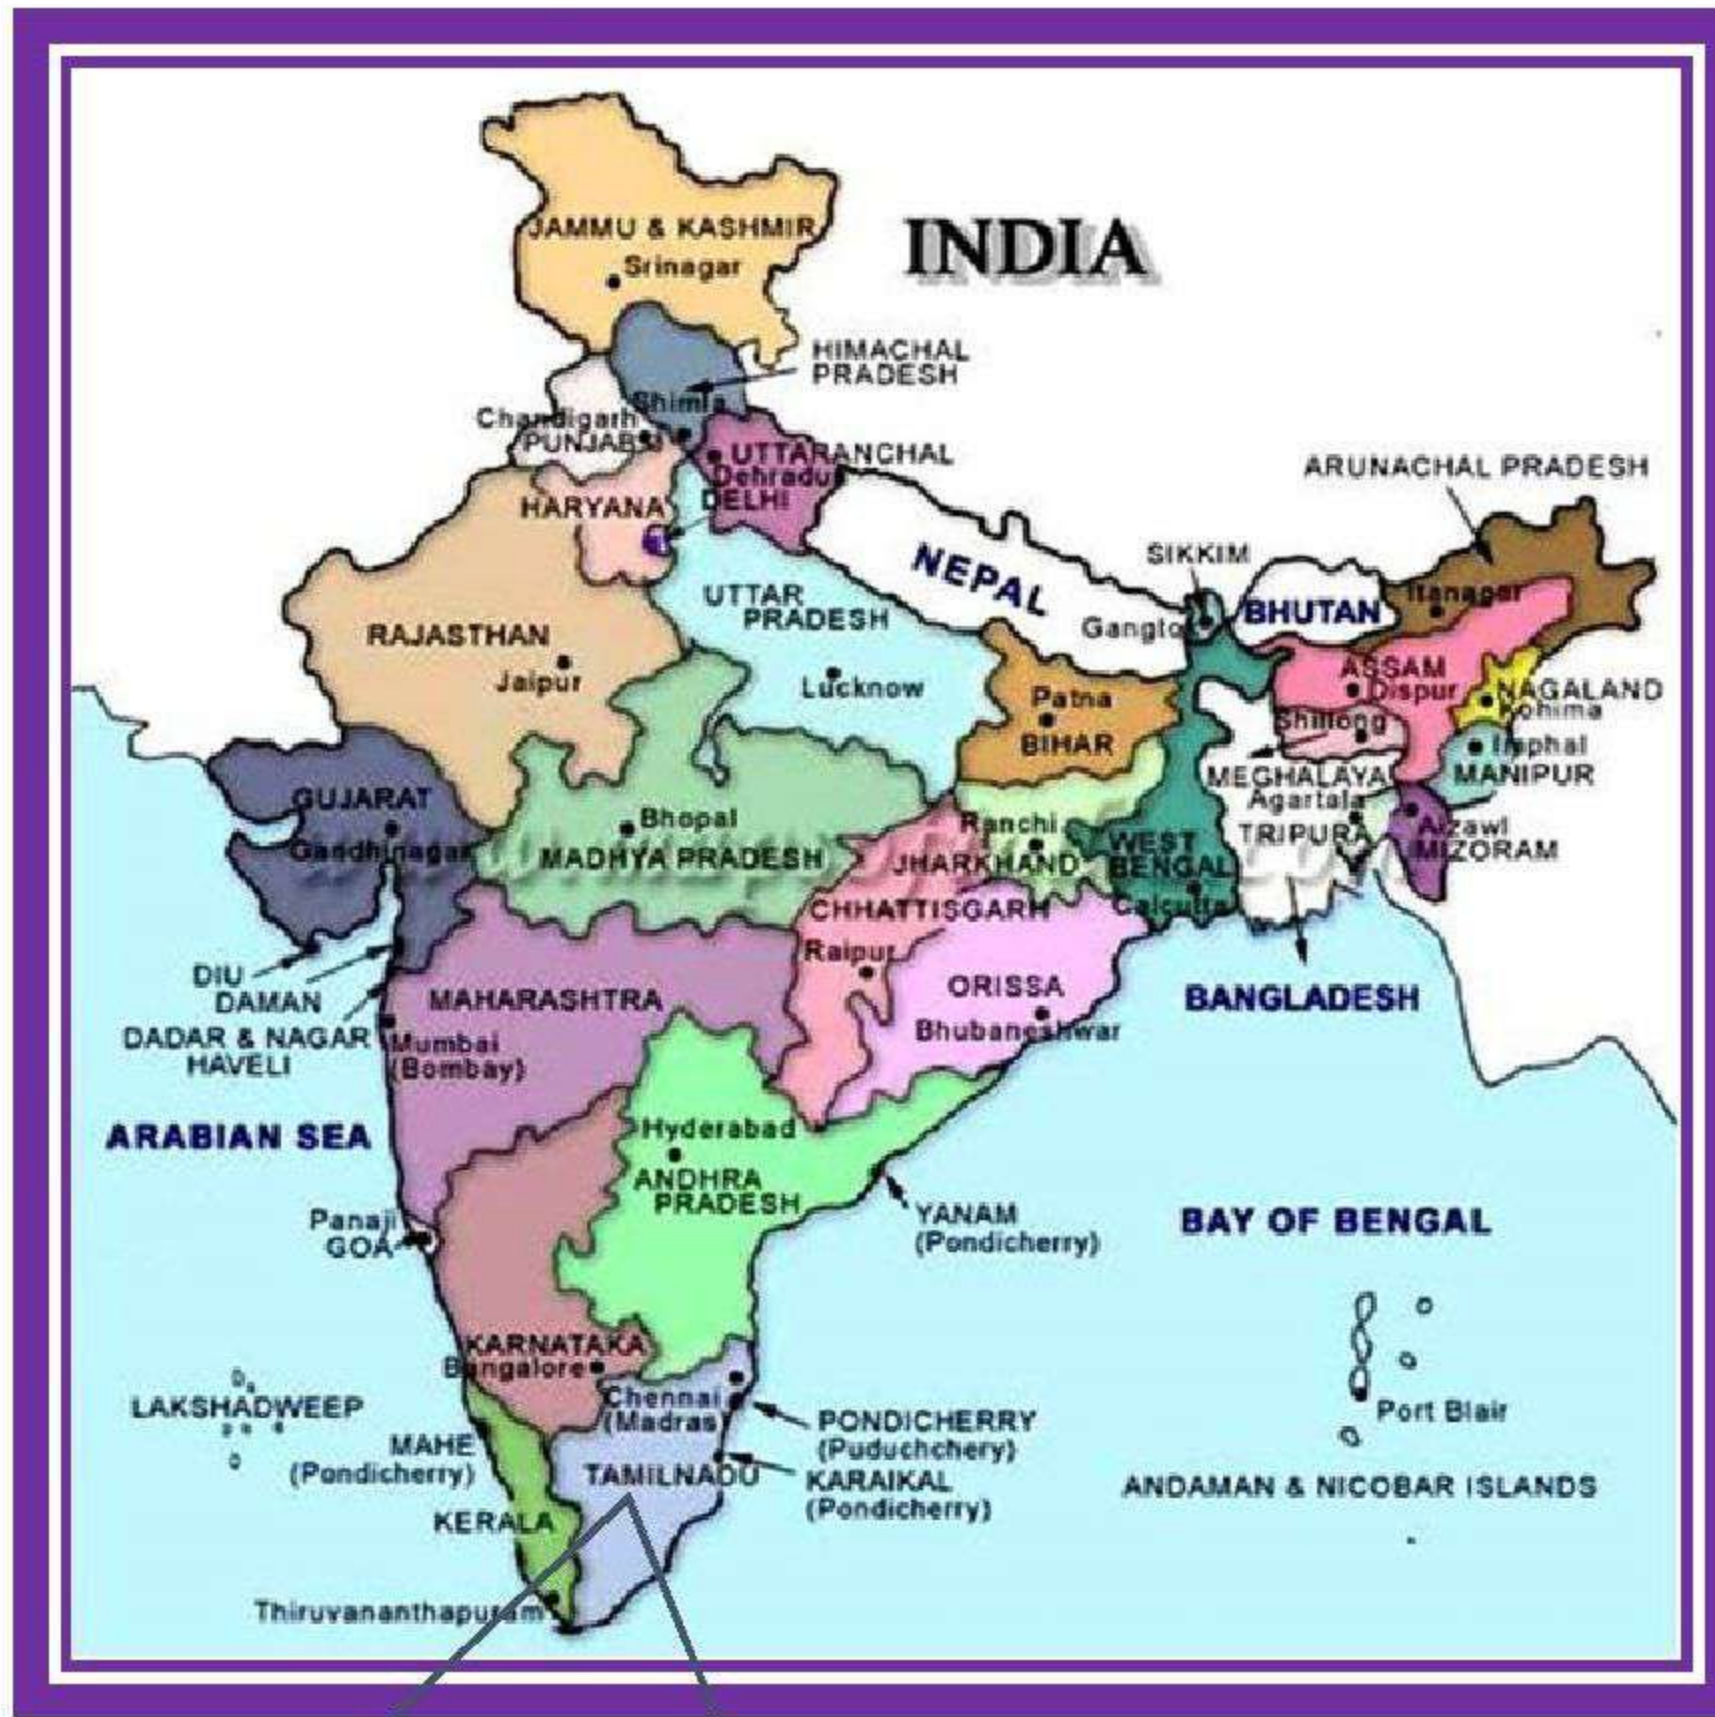 JAMMU & KASHMIR
Srinagar
INDIA
HIMACHAL
PRADESH
Shimla
Chandigarh
PUNJAB
UTTARANCHAL
Dehradu
DELHI
HARYANA
ARUNACHAL PRADESH
SIKKIM
NEPAL
BHUTAN
Itanagar
UTTAR
PRADESH
Gangto
RAJASTHAN
Jaipur
Lucknow
ASSAM
Dispur
NAGALAND
Kohima
Patna
BIHAR
Shillong
Imphal
MANIPUR
MEGHALAYA
Agartala
TRIPURA
Aizawl
MIZORAM
GUJARAT
Gandhinagar
Bhopal
MADHYA PRADESH
Ranchi
JHARKHAND
WEST
BENGAL
Calcutta
CHHATTISGARH
Raipur
DIU
DAMAN
DADAR & NAGAR
HAVELI
MAHARASHTRA
Mumbai
(Bombay)
ORISSA
Bhubaneshwar
BANGLADESH
ARABIAN SEA
Hyderabad
ANDHRA
PRADESH
YANAM
(Pondicherry)
BAY OF BENGAL
Panaji
GOA
KARNATAKA
Bangalore
Chennai
(Madras)
PONDICHERRY
(Puduchchery)
KARAIKAL
(Pondicherry)
LAKSHADWEEP
MAHE
(Pondicherry)
TAMILNADU
KERALA
Thiruvananthapuram
Port Blair
ANDAMAN & NICOBAR ISLANDS